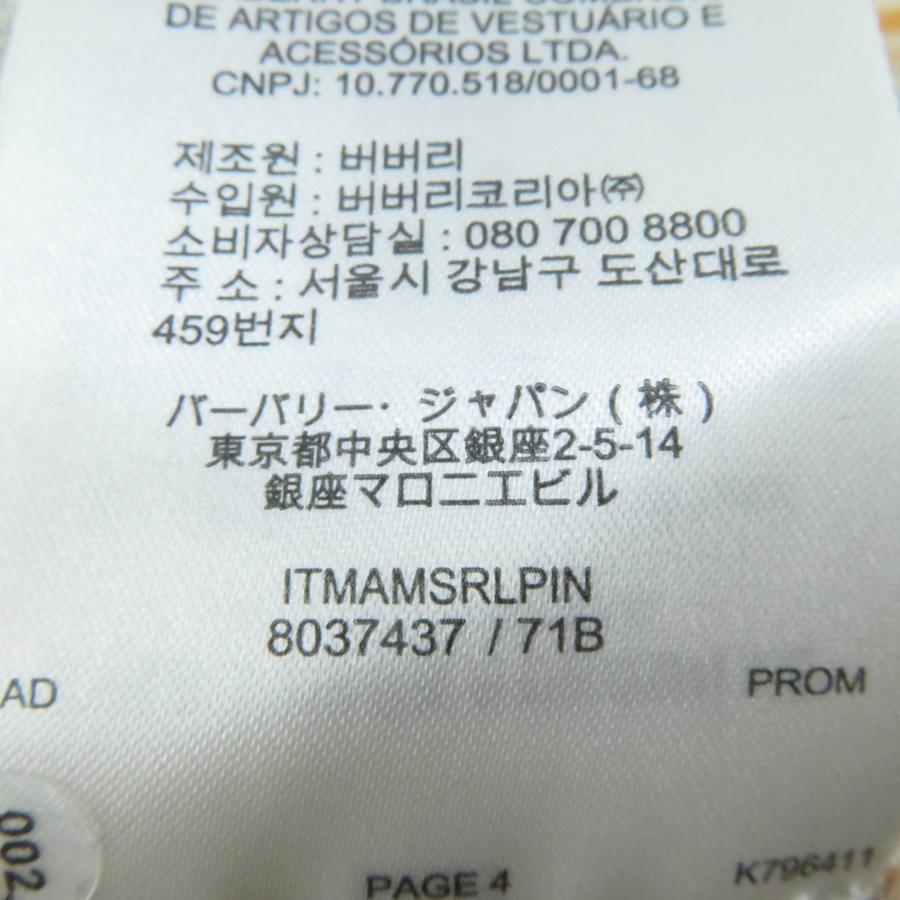 DE ARTIGOS DE VESTUÁRIO E
ACESSÓRIOS LTDA.
CNPJ: 10.770.518/0001-68
제조원 : 버버리
수입원 : 버버리코리아㈜
소비자상담실 : 080 700 8800
주 소 : 서울시 강남구 도산대로
459번지
バーバリー・ ジャパン ( 株 )
東京都中央区銀座2-5-14
銀座マロニエビル
ITMAMSRLPIN
8037437 / 71B
AD PROM
002
PAGE 4 K796411